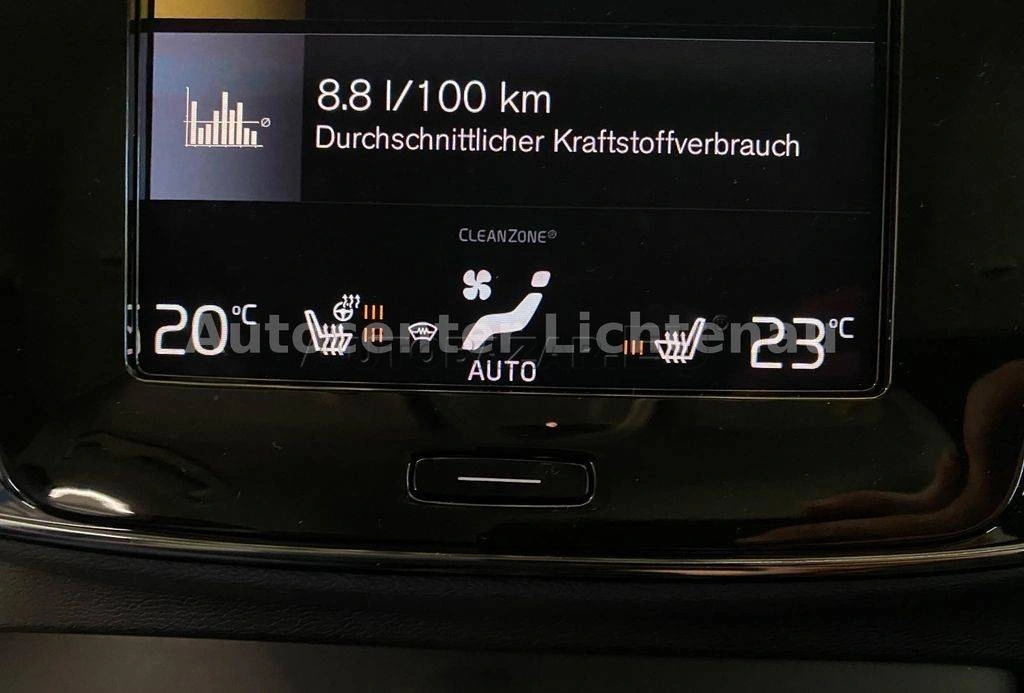 8.8 l/100 km
Durchschnittlicher Kraftstoffverbrauch
CLEANZONE®
20°C
AUTO
23°C
Autocenter Lichtenau